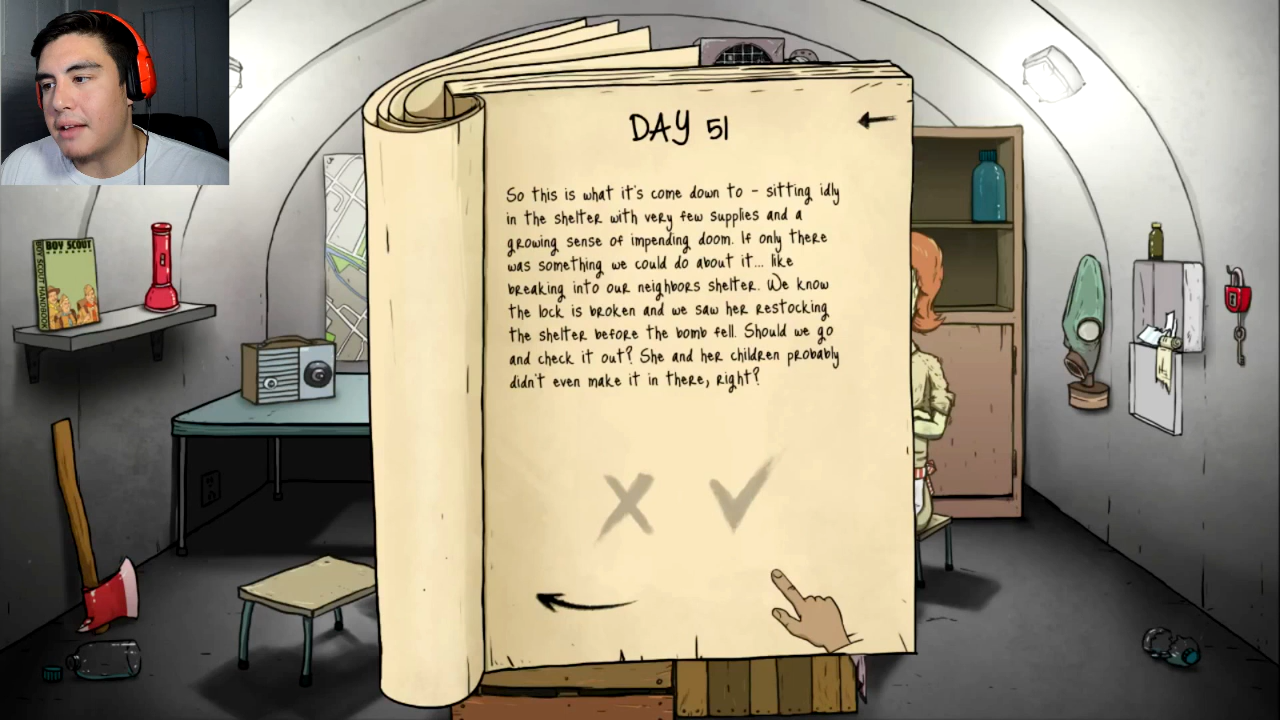 DAY 51
So this is what it's come down to - sitting idly
in the shelter with very few supplies and a
growing sense of impending doom. If only there
was something we could do about it... like
breaking into our neighbors shelter. We know
the lock is broken and we saw her restocking
the shelter before the bomb fell. Should we go
and check it out? She and her children probably
didn't even make it in there, right?
BOY SCOUT
BOY SCOUT HANDBOOK